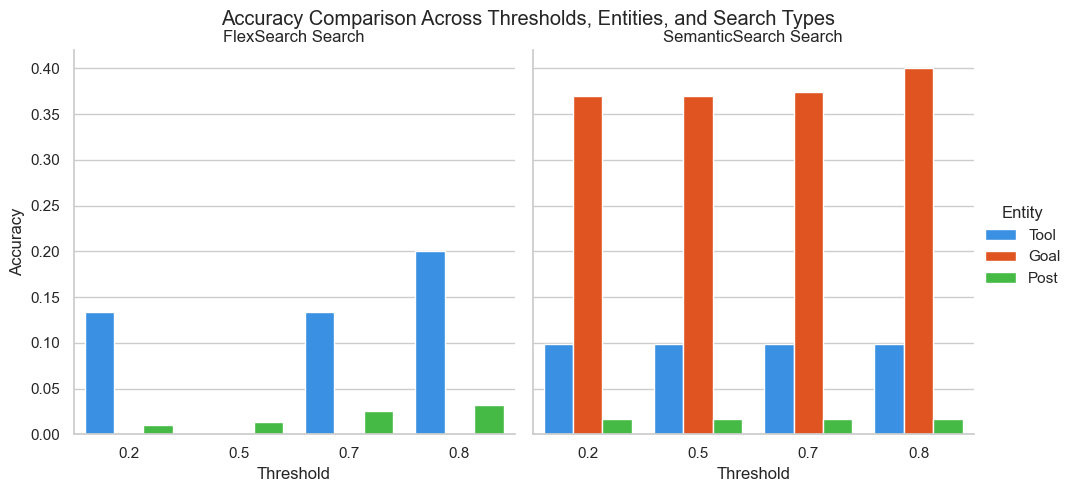 Accuracy Comparison Across Thresholds, Entities, and Search Types
FlexSearch Search
SemanticSearch Search
Accuracy
0.40
0.35
0.30
0.25
0.20
0.15
0.10
0.05
0.00
0.2 0.5 0.7 0.8
Threshold
0.2 0.5 0.7 0.8
Threshold
Entity
Tool
Goal
Post